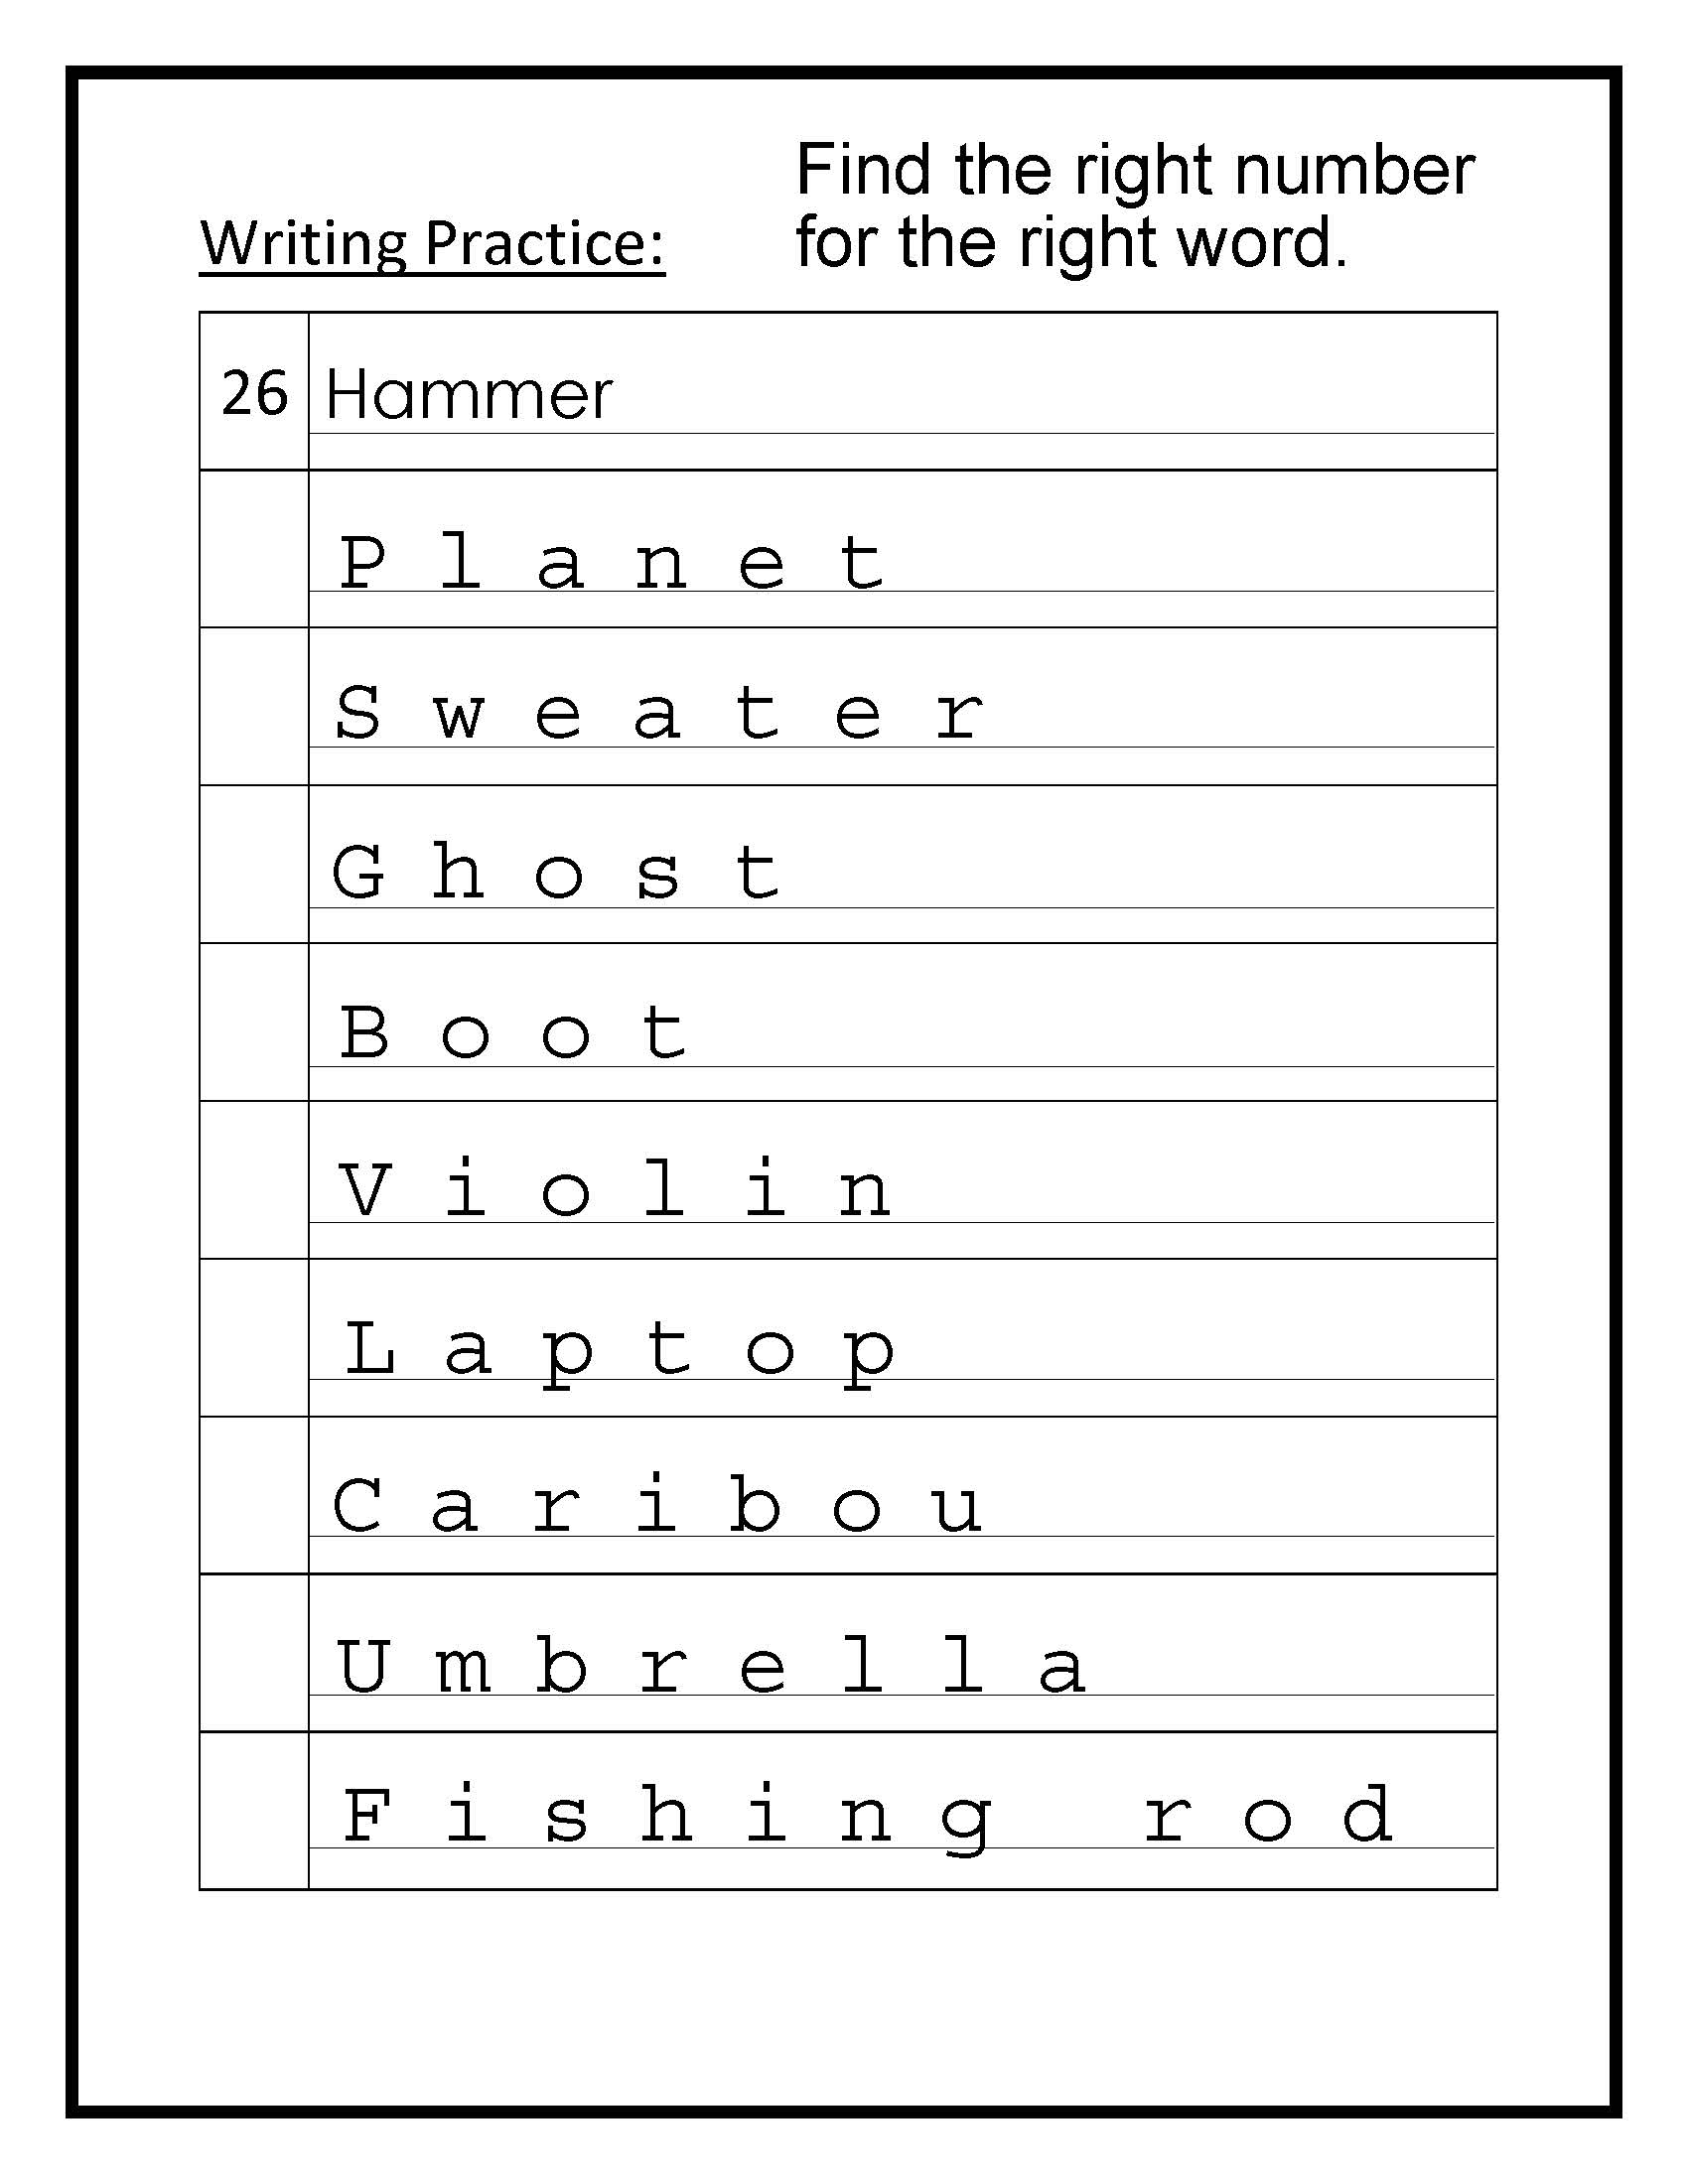 Find the right number
Writing Practice: for the right word.
26 Hammer
P l a n e t
S w e a t e r
G h o s t
B o o t
V i o l i n
L a p t o p
C a r i b o u
U m b r e l l a
F i s h i n g   r o d